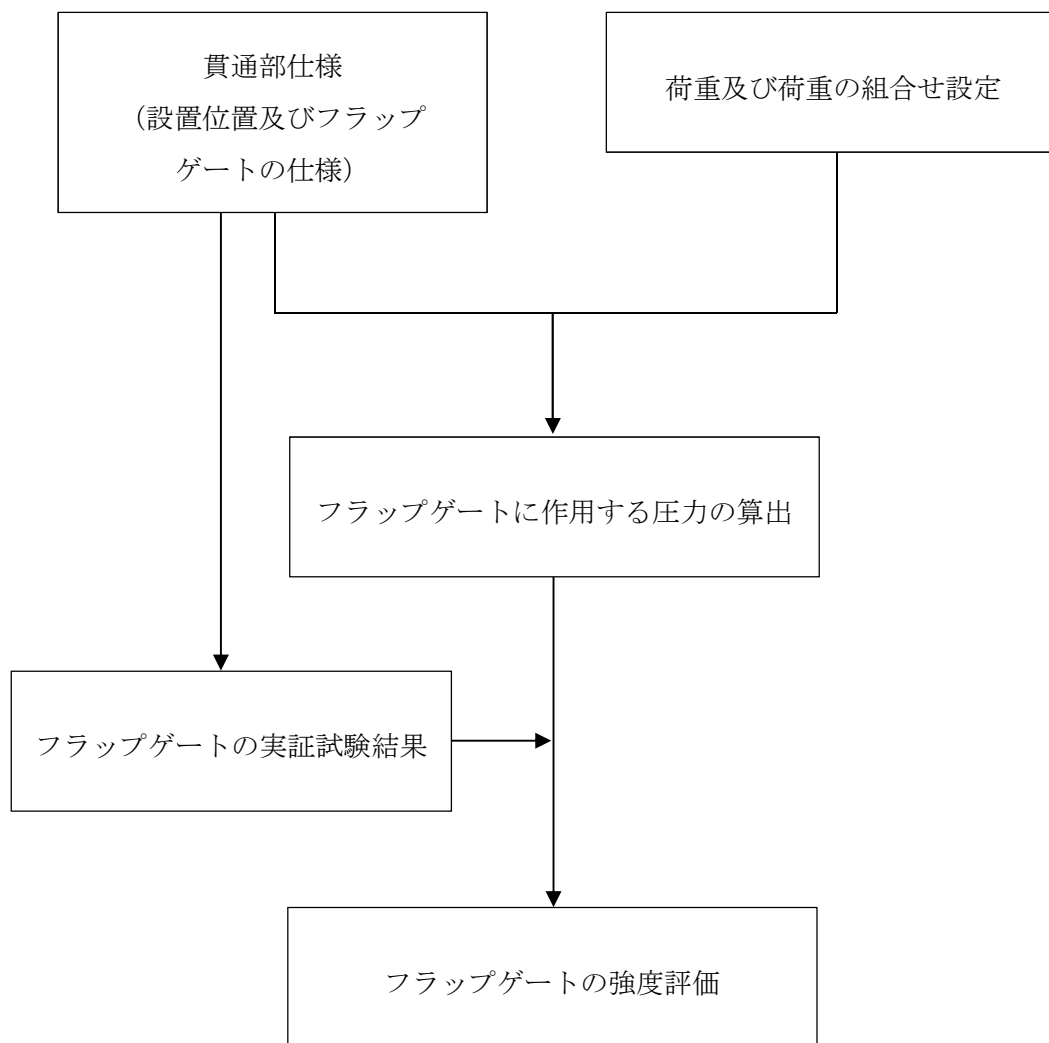 貫通部仕様
（設置位置及びフラップ
ゲートの仕様）
荷重及び荷重の組合せ設定
フラップゲートに作用する圧力の算出
フラップゲートの実証試験結果
フラップゲートの強度評価